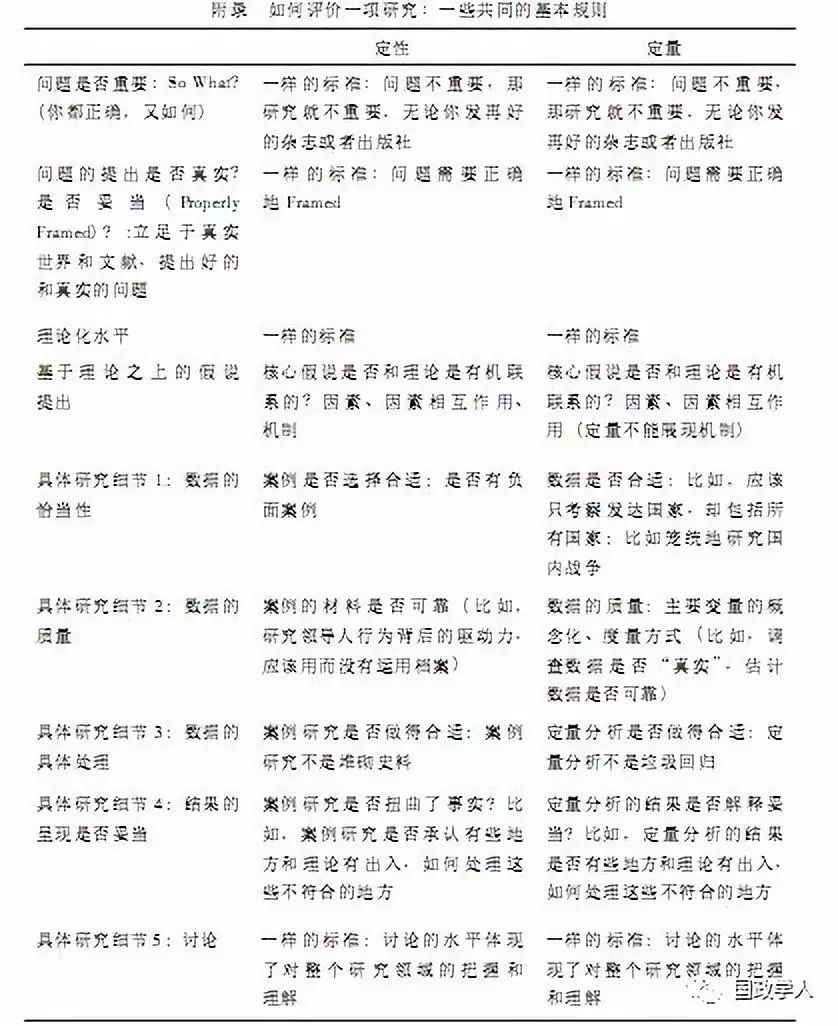 附录 如何评价一项研究：一些共同的基本规则
定性 定量
问题是否重要：So What?
（你都正确，又如何）
一样的标准：问题不重要，那
研究就不重要，无论你发再好
的杂志或者出版社
一样的标准：问题不重要，
那研究就不重要，无论你发
再好的杂志或者出版社
问题的提出是否真实？
是否妥当（Properly
Framed)？:立足于真实
世界和文献，提出好的
和真实的问题
一样的标准：问题需要正确
地Framed
一样的标准：问题需要正确
地Framed
理论化水平
一样的标准
一样的标准
基于理论之上的假说
提出
核心假说是否和理论是有机联
系的？因素、因素相互作用、
机制
核心假说是否和理论是有机
联系的？因素、因素相互作
用（定量不能展现机制）
具体研究细节1：数据的
恰当性
案例是否选择合适：是否有负
面案例
数据是否合适：比如，应该
只考察发达国家，却包括所
有国家；比如笼统地研究国
内战争
具体研究细节2：数据的
质量
案例的材料是否可靠（比如，
研究领导人行为背后的驱动力，
应该用而没有运用档案）
数据的质量：主要变量的概
念化、度量方式（比如，调
查数据是否“真实”，估计
数据是否可靠）
具体研究细节3：数据的
具体处理
案例研究是否做得合适：案例
研究不是堆砌史料
定量分析是否做得合适：定
量分析不是垃圾回归
具体研究细节4：结果的
呈现是否妥当
案例研究是否扭曲了事实？比
如，案例研究是否承认有些地
方和理论有出入，如何处理这
些不符合的地方
定量分析的结果是否解释妥
当？比如，定量分析的结果
是否有些地方和理论有出入，
如何处理这些不符合的地方
具体研究细节5：讨论
一样的标准：讨论的水平体现
了对整个研究领域的把握和
理解
一样的标准：讨论的水平体
现了对整个研究领域的把握
和理解
国政学人